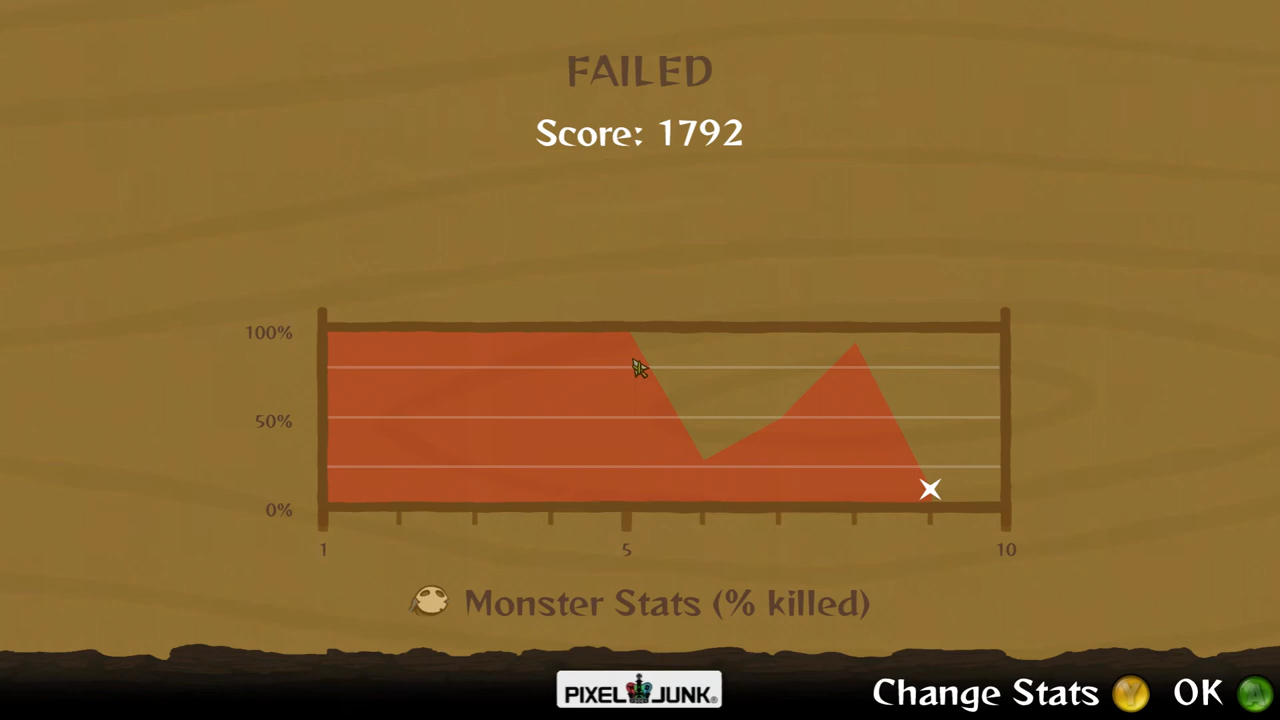 FAILED
Score: 1792
100%
50%
0%
1 5 10
Monster Stats (% killed)
PIXEL JUNK®
Change Stats Y OK A